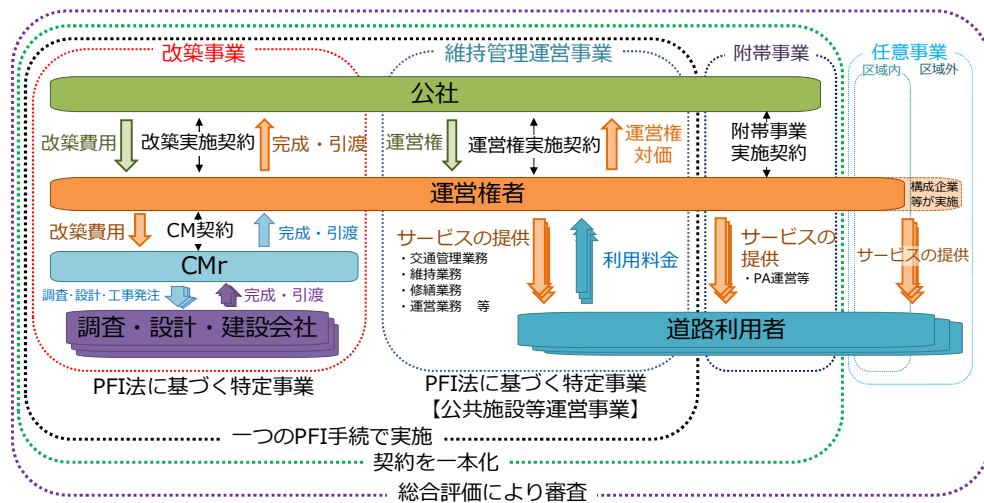 改築事業
維持管理運営事業
附帯事業
任意事業
区域内
区域外
公社
改築費用
改築実施契約
完成・引渡
運営権
運営権実施契約
運営権
対価
附帯事業
実施契約
運営権者
構成企業
等が実施
改築費用
CM契約
完成・引渡
サービスの提供
・交通管理業務
・維持業務
・修繕業務
・運営業務 等
利用料金
サービスの
提供
・PA運営等
サービスの提供
CMr
調査・設計・工事発注
完成・引渡
調査・設計・建設会社
道路利用者
PFI法に基づく特定事業
PFI法に基づく特定事業
【公共施設等運営事業】
一つのPFI手続で実施
契約を一本化
総合評価により審査